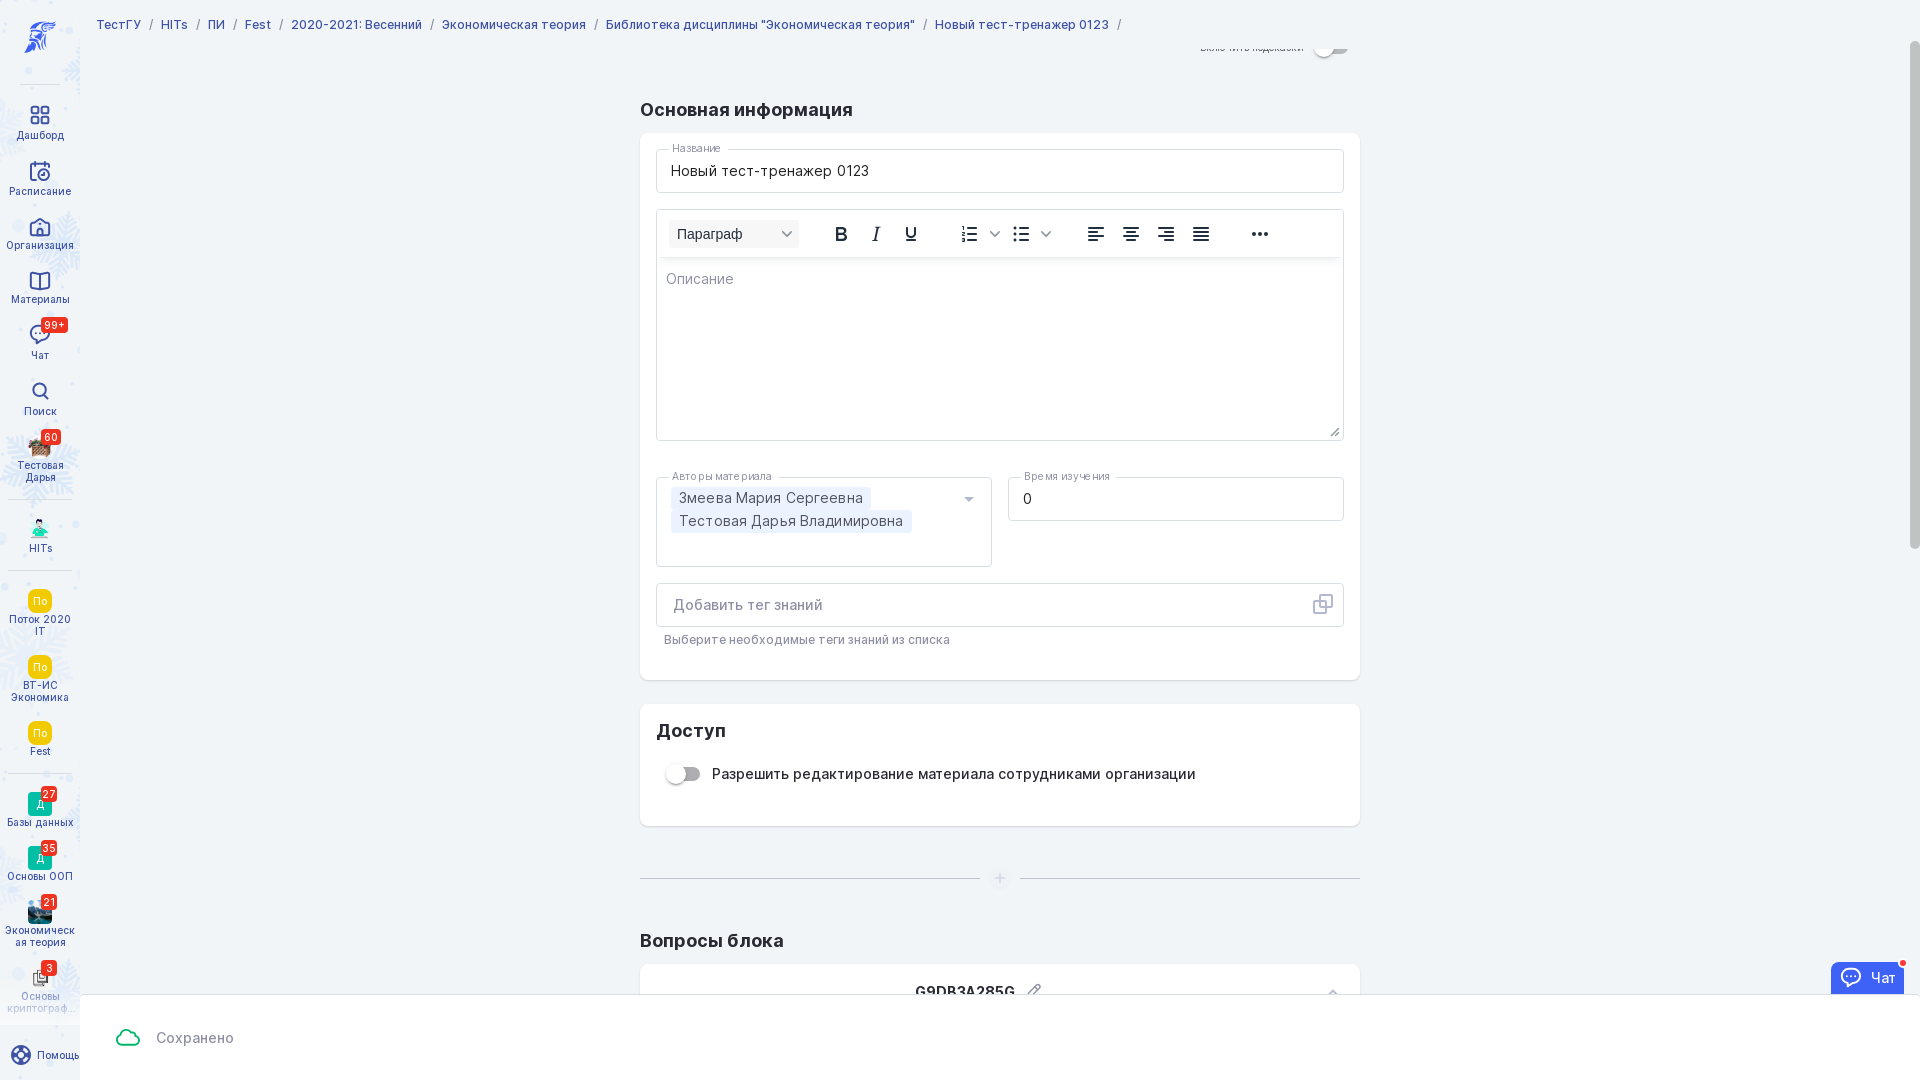 ТестГУ / HITs / ПИ / Fest / 2020-2021: Весенний / Экономическая теория / Библиотека дисциплины "Экономическая теория" / Новый тест-тренажер 0123 /
Включить подсказки
Дашборд
Расписание
Организация
Материалы
99+
Чат
Поиск
60
Тестовая
Дарья
HITs
По
Поток 2020
IT
По
ВТ-ИС
Экономика
По
Fest
27
Д
Базы данных
35
Д
Основы ООП
21
Экономическ
ая теория
3
Основы
криптограф...
Помощь
Основная информация
Название
Новый тест-тренажер 0123
Параграф
B I U
Описание
Авторы материала
Змеева Мария Сергеевна
Тестовая Дарья Владимировна
Время изучения
0
Добавить тег знаний
Выберите необходимые теги знаний из списка
Доступ
Разрешить редактирование материала сотрудниками организации
Вопросы блока
G9DB3A285G
Чат
Сохранено